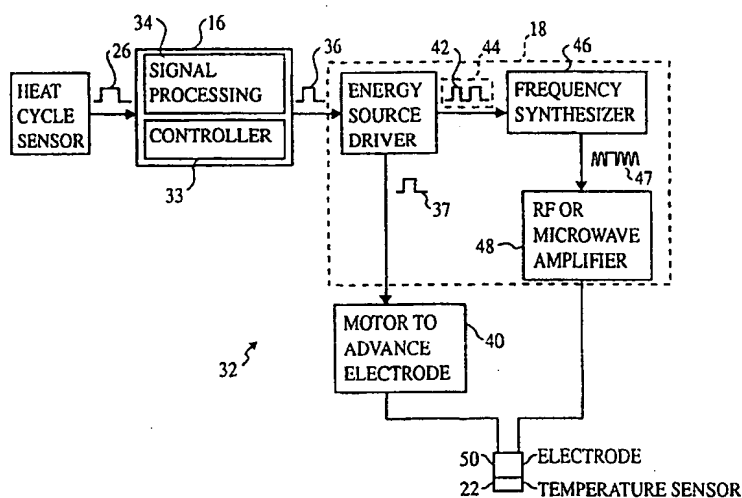 34
16
26
36
42
44
18
46
HEAT
CYCLE
SENSOR
SIGNAL
PROCESSING
CONTROLLER
33
ENERGY
SOURCE
DRIVER
FREQUENCY
SYNTHESIZER
37
47
48
RF OR
MICROWAVE
AMPLIFIER
MOTOR TO
ADVANCE
ELECTRODE
40
32
50
ELECTRODE
22
TEMPERATURE SENSOR